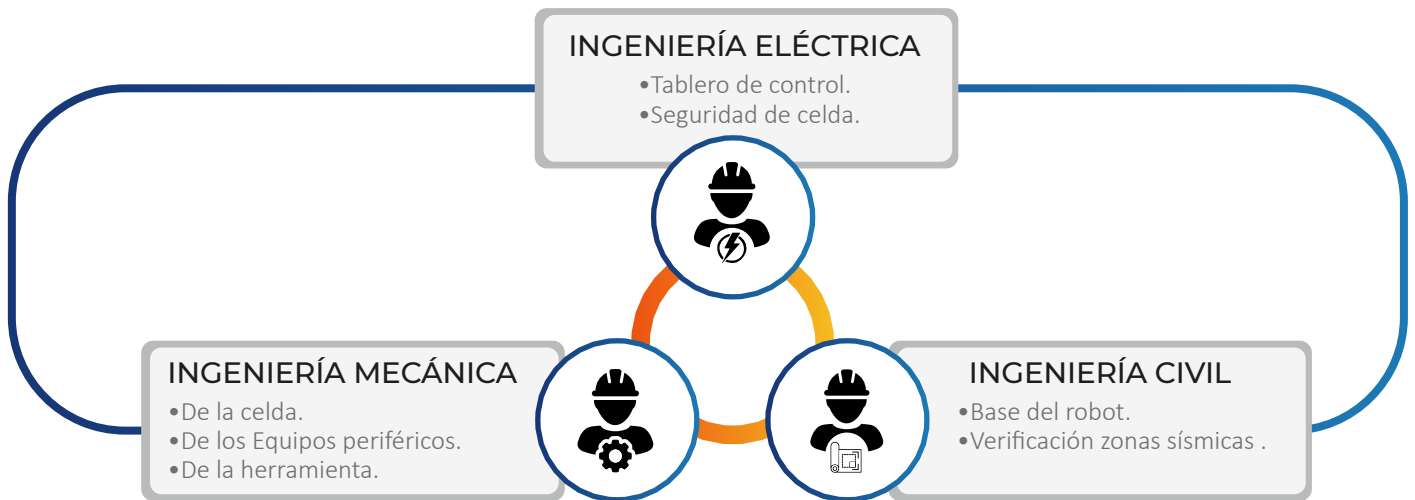 INGENIERÍA ELÉCTRICA
•Tablero de control.
•Seguridad de celda.
INGENIERÍA MECÁNICA
•De la celda.
•De los Equipos periféricos.
•De la herramienta.
INGENIERÍA CIVIL
•Base del robot.
•Verificación zonas sísmicas .